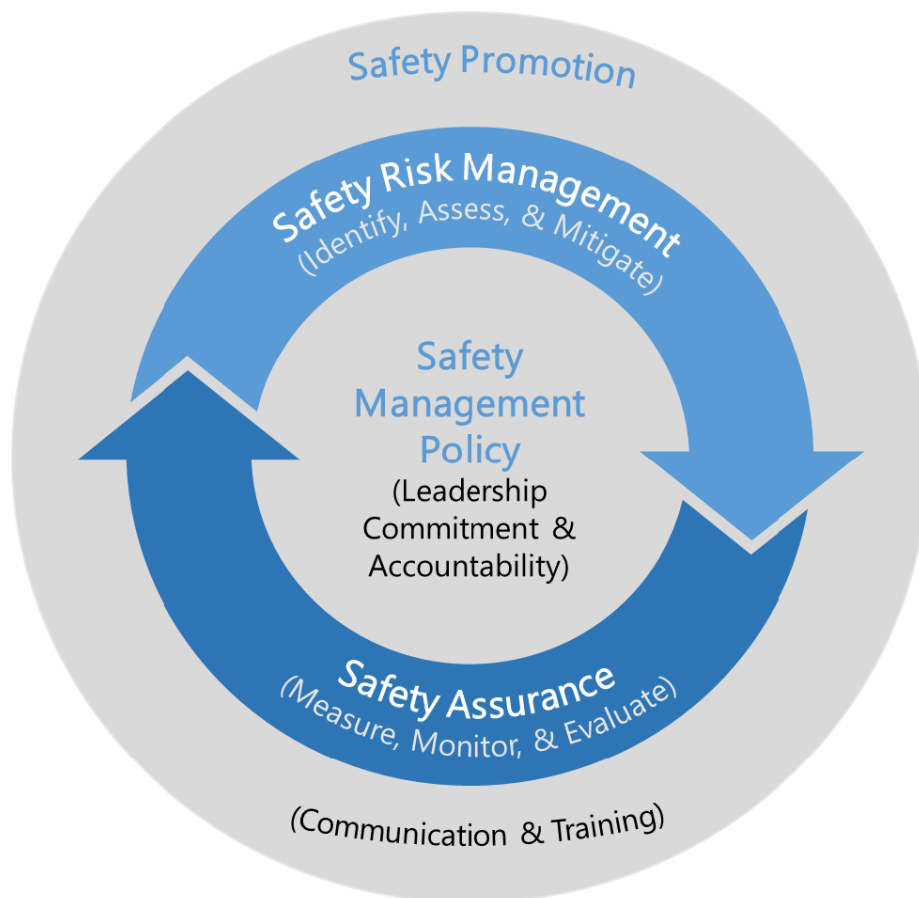 Safety Promotion
Safety Risk Management
(Identify, Assess, & Mitigate)
Safety
Management
Policy
(Leadership
Commitment &
Accountability)
Safety Assurance
(Measure, Monitor, & Evaluate)
(Communication & Training)